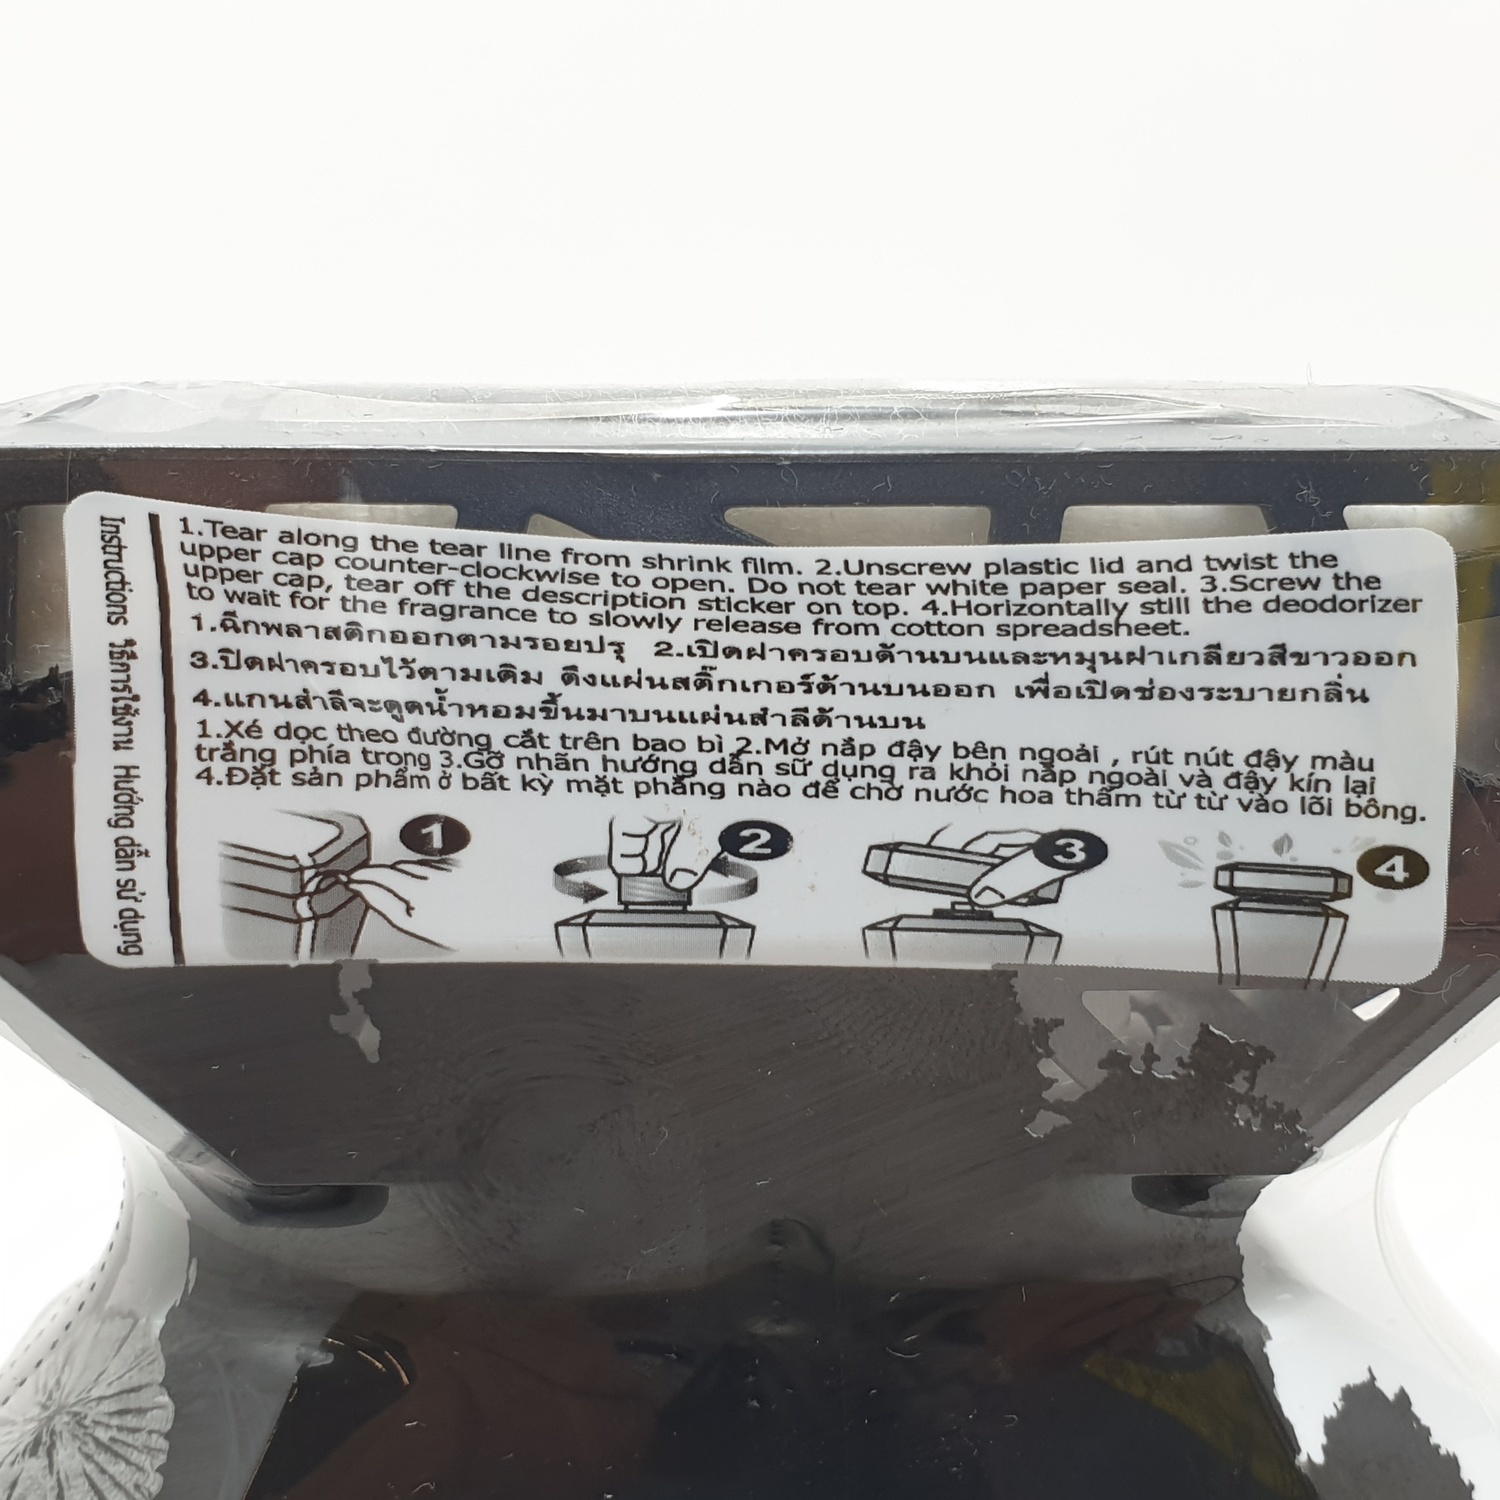 Instructions วิธีการใช้งาน Hướng dẫn sử dụng
1.Tear along the tear line from shrink film. 2.Unscrew plastic lid and twist the
upper cap counter-clockwise to open. Do not tear white paper seal. 3.Screw the
upper cap, tear off the description sticker on top. 4.Horizontally still the deodorizer
to wait for the fragrance to slowly release from cotton spreadsheet.
1.ฉีกพลาสติกออกตามรอยปรุ 2.เปิดฝาครอบด้านบนและหมุนฝาเกลียวสีขาวออก
3.ปิดฝาครอบไว้ตามเดิม ดึงแผ่นสติ๊กเกอร์ด้านบนออก เพื่อเปิดช่องระบายกลิ่น
4.แกนสำลีจะดูดน้ำหอมขึ้นมาบนแผ่นสำลีด้านบน
1.Xé dọc theo đường cắt trên bao bì 2.Mở nắp đậy bên ngoài , rút nút đậy màu
trắng phía trong 3.Gỡ nhãn hướng dẫn sử dụng ra khỏi nắp ngoài và đậy kín lại
4.Đặt sản phẩm ở bất kỳ mặt phẳng nào để chờ nước hoa thấm từ từ vào lõi bông.
1 2 3 4